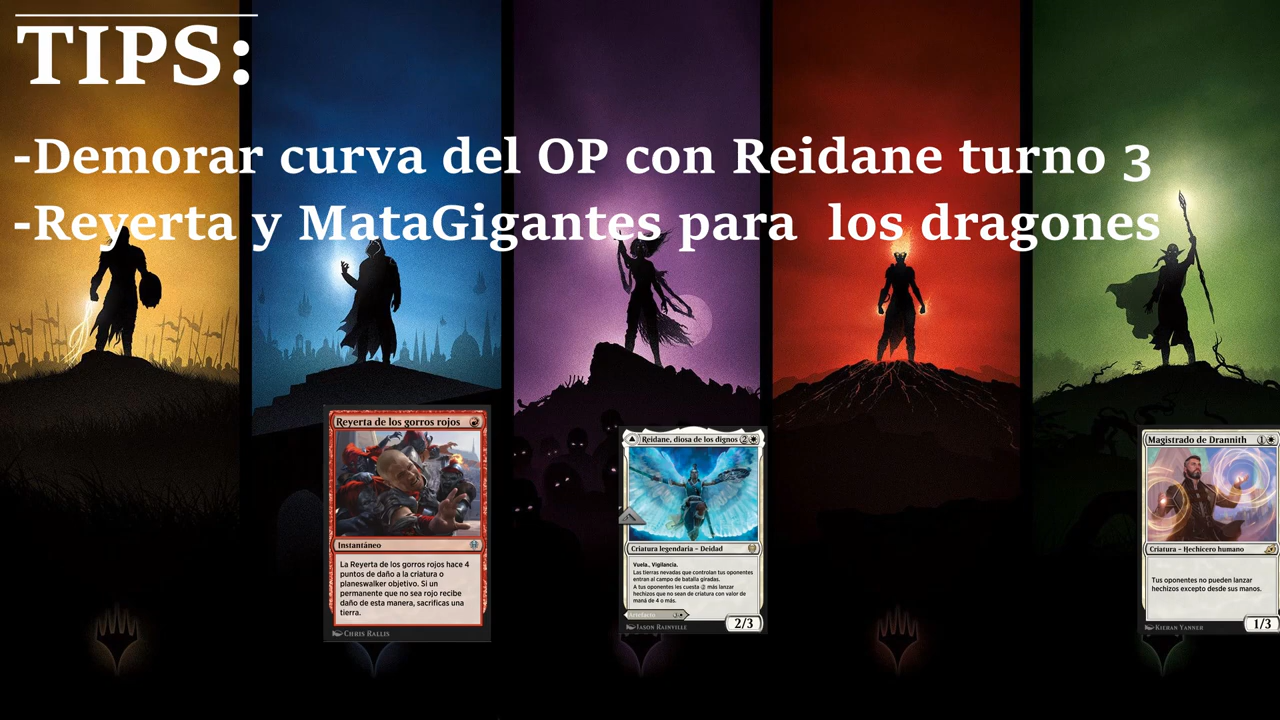 TIPS:
-Demorar curva del OP con Reidane turno 3
-Reyerta y MataGigantes para los dragones
Reyerta de los gorros rojos
Instantáneo
La Reyerta de los gorros rojos hace 4
puntos de daño a la criatura o
planeswalker objetivo. Si un
permanente que no sea rojo recibe
daño de esta manera, sacrificas una
tierra.
Chris Rallis
Reidane, diosa de los dignos 2
Criatura legendaria – Deidad
Vuela, Vigilancia.
Las tierras nevadas que controlan tus oponentes
entran al campo de batalla giradas.
A tus oponentes les cuesta 2 más lanzar
hechizos que no sean de criatura con valor de
maná de 4 o más.
Artefacto 3
Jason Rainville
2/3
Magistrado de Drannith 1
Criatura – Hechicero humano
Tus oponentes no pueden lanzar
hechizos excepto desde sus manos.
Kieran Yanner
1/3